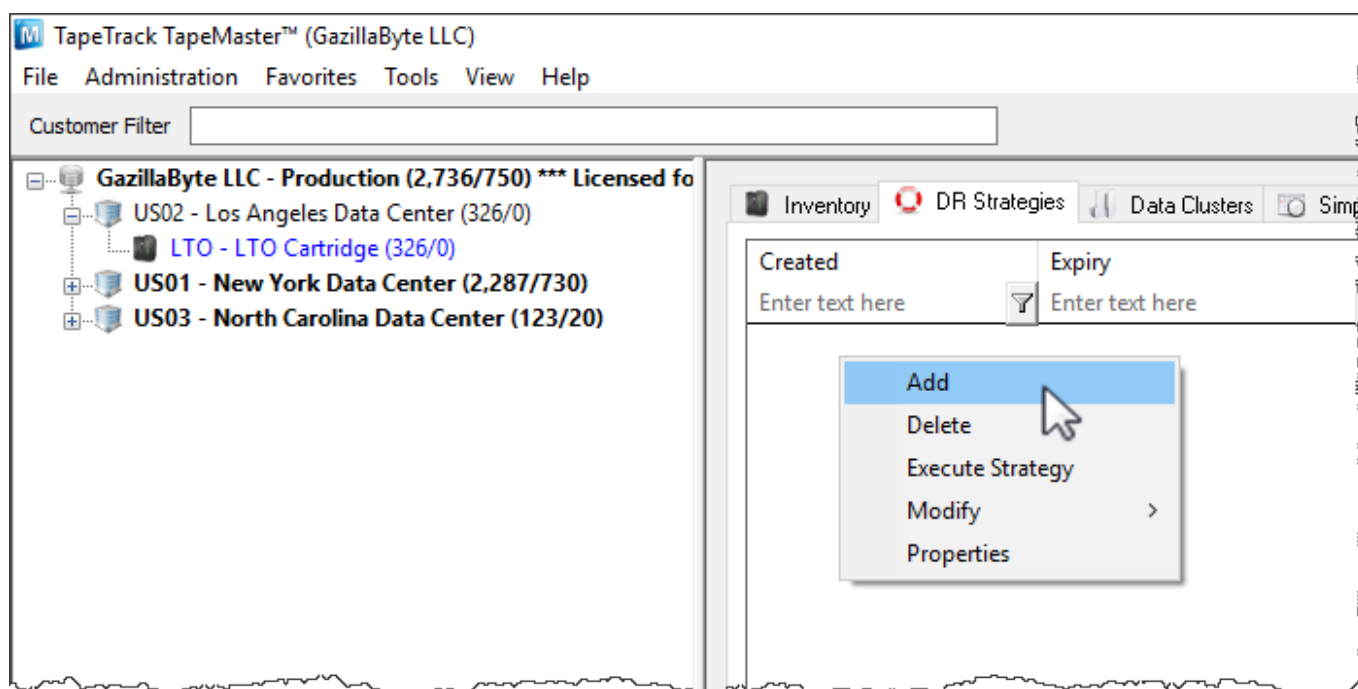 TapeTrack TapeMaster™ (GazillaByte LLC)
File Administration Favorites Tools View Help
Customer Filter
GazillaByte LLC - Production (2,736/750) *** Licensed fo
US02 - Los Angeles Data Center (326/0)
LTO - LTO Cartridge (326/0)
US01 - New York Data Center (2,287/730)
US03 - North Carolina Data Center (123/20)
Inventory DR Strategies Data Clusters Simp
Created Expiry
Enter text here Enter text here
Add
Delete
Execute Strategy
Modify >
Properties